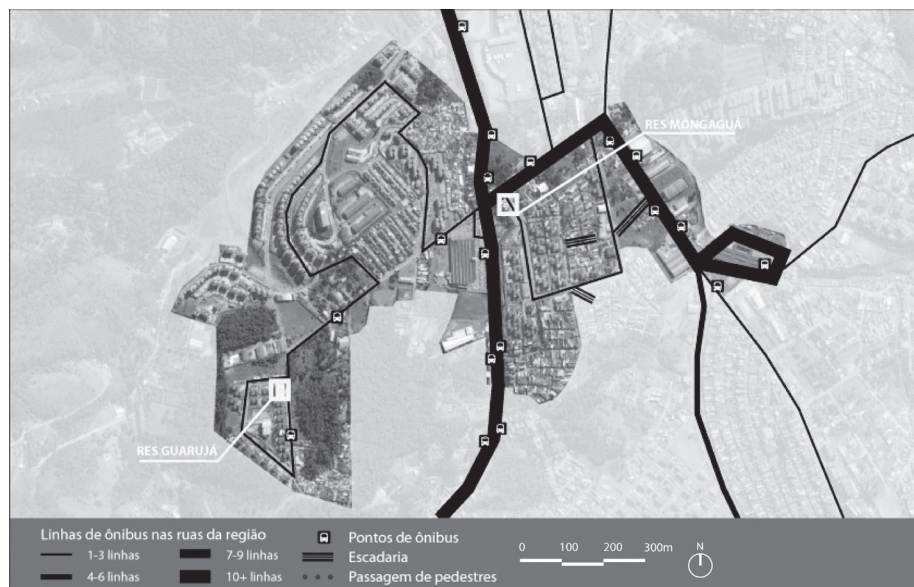 RES MONGAGUÁ
RES GUARUJÁ
Linhas de ônibus nas ruas da região
1-3 linhas
4-6 linhas
7-9 linhas
10+ linhas
Pontos de ônibus
Escadaria
Passagem de pedestres
0 100 200 300m
N